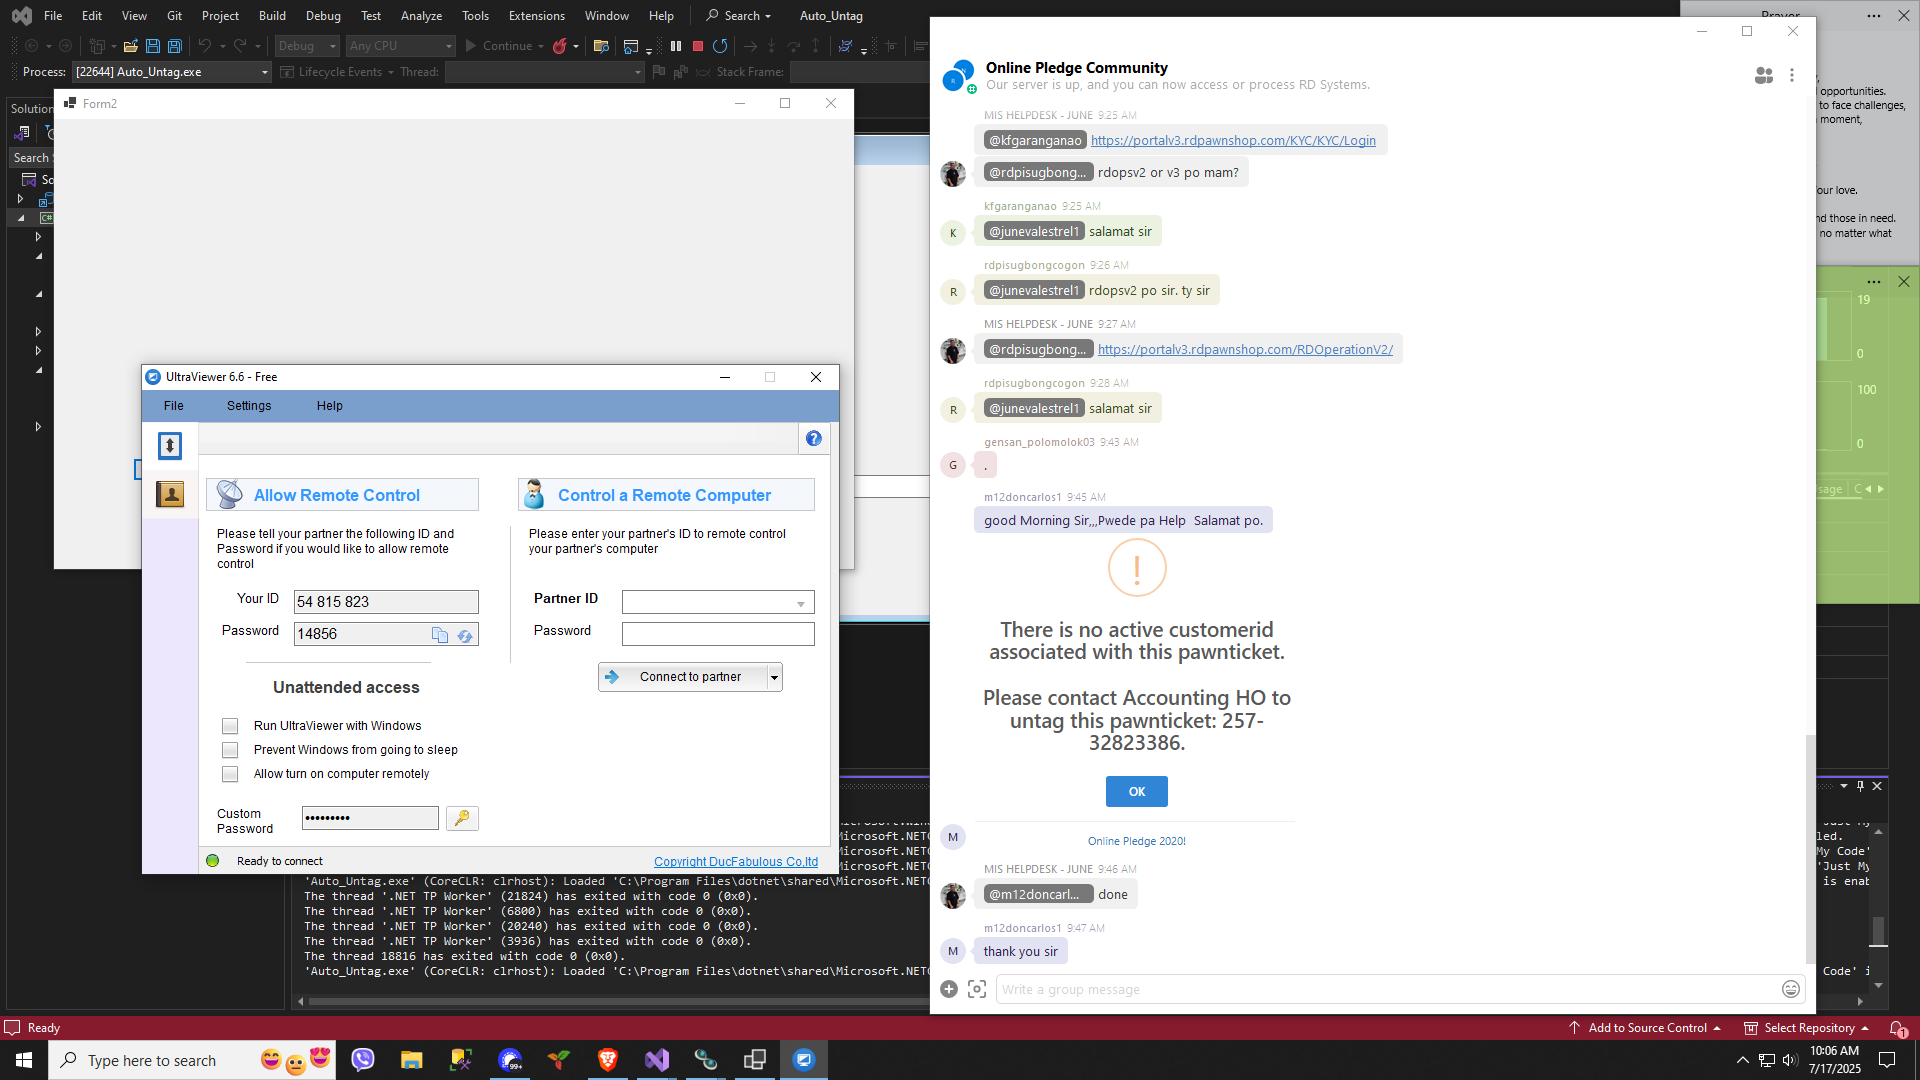 File Edit View Git Project Build Debug Test Analyze Tools Extensions Window Help Search Auto_Untag
Debug Any CPU Continue
Process: [22644] Auto_Untag.exe Lifecycle Events Thread: Stack Frame:
Solution
Search
So
Form2
UltraViewer 6.6 - Free
File Settings Help
Allow Remote Control
Please tell your partner the following ID and
Password if you would like to allow remote
control
Your ID 54 815 823
Password 14856
Unattended access
Run UltraViewer with Windows
Prevent Windows from going to sleep
Allow turn on computer remotely
Custom
Password •••••••••
Control a Remote Computer
Please enter your partner's ID to remote control
your partner's computer
Partner ID
Password
Connect to partner
Ready to connect
Copyright DucFabulous Co,ltd
'Auto_Untag.exe' (CoreCLR: clrhost): Loaded 'C:\Program Files\dotnet\shared\Microsoft.NETC
The thread '.NET TP Worker' (21824) has exited with code 0 (0x0).
The thread '.NET TP Worker' (6800) has exited with code 0 (0x0).
The thread '.NET TP Worker' (20240) has exited with code 0 (0x0).
The thread '.NET TP Worker' (3936) has exited with code 0 (0x0).
The thread 18816 has exited with code 0 (0x0).
'Auto_Untag.exe' (CoreCLR: clrhost): Loaded 'C:\Program Files\dotnet\shared\Microsoft.NETC
Online Pledge Community
Our server is up, and you can now access or process RD Systems.
MIS HELPDESK - JUNE 9:25 AM
@kfgaranganao https://portalv3.rdpawnshop.com/KYC/KYC/Login
@rdpisugbong... rdopsv2 or v3 po mam?
kfgaranganao 9:25 AM
K @junevalestrel1 salamat sir
rdpisugbongcogon 9:26 AM
R @junevalestrel1 rdopsv2 po sir. ty sir
MIS HELPDESK - JUNE 9:27 AM
@rdpisugbong... https://portalv3.rdpawnshop.com/RDOperationV2/
rdpisugbongcogon 9:28 AM
R @junevalestrel1 salamat sir
gensan_polomolok03 9:43 AM
G .
m12doncarlos1 9:45 AM
good Morning Sir,,,Pwede pa Help Salamat po.
!
There is no active customerid
associated with this pawnticket.
Please contact Accounting HO to
untag this pawnticket: 257-
32823386.
OK
M Online Pledge 2020!
MIS HELPDESK - JUNE 9:46 AM
@m12doncarl... done
m12doncarlos1 9:47 AM
M thank you sir
Write a group message
opportunities.
to face challenges,
moment,
our love.
nd those in need.
no matter what
19
0
100
0
sage C
led.
My Code'
'Just My
is enab
Code' i
Ready Add to Source Control Select Repository 1
Type here to search 99+ 10:06 AM
7/17/2025